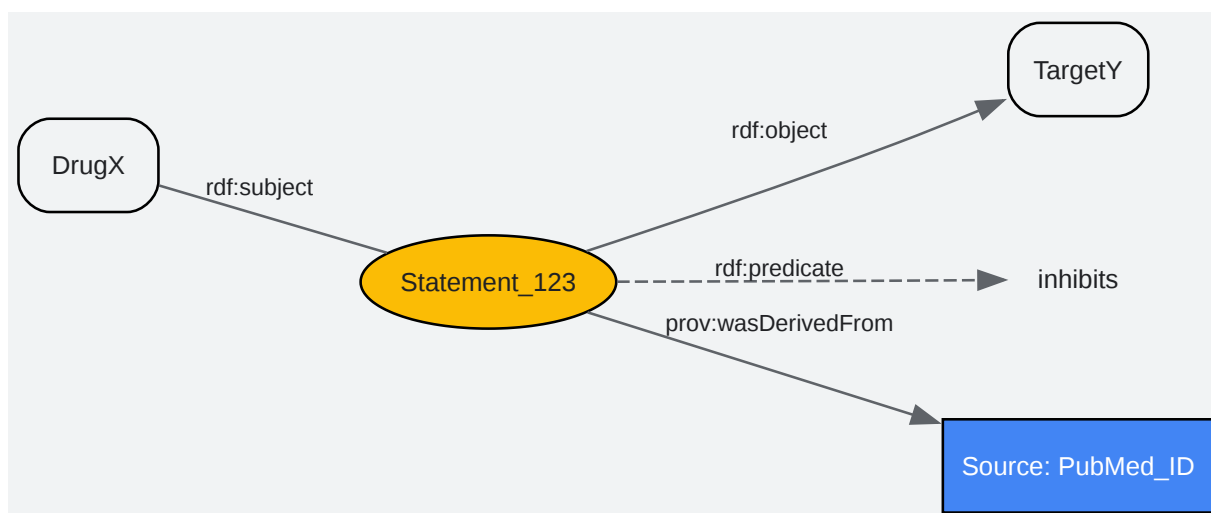 TargetY
rdf:object
DrugX
rdf:subject
Statement_123
rdf:predicate
inhibits
prov:wasDerivedFrom
Source: PubMed_ID